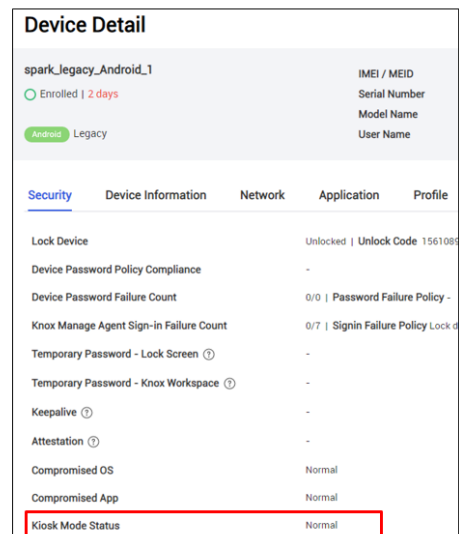 Device Detail
spark_legacy_Android_1
Enrolled | 2 days
Android Legacy
IMEI / MEID
Serial Number
Model Name
User Name
Security Device Information Network Application Profile
Lock Device Unlocked | Unlock Code 1561089
Device Password Policy Compliance -
Device Password Failure Count 0/0 | Password Failure Policy -
Knox Manage Agent Sign-in Failure Count 0/7 | Signin Failure Policy Lock d
Temporary Password - Lock Screen ? -
Temporary Password - Knox Workspace ? -
Keepalive ? -
Attestation ? -
Compromised OS Normal
Compromised App Normal
Kiosk Mode Status Normal